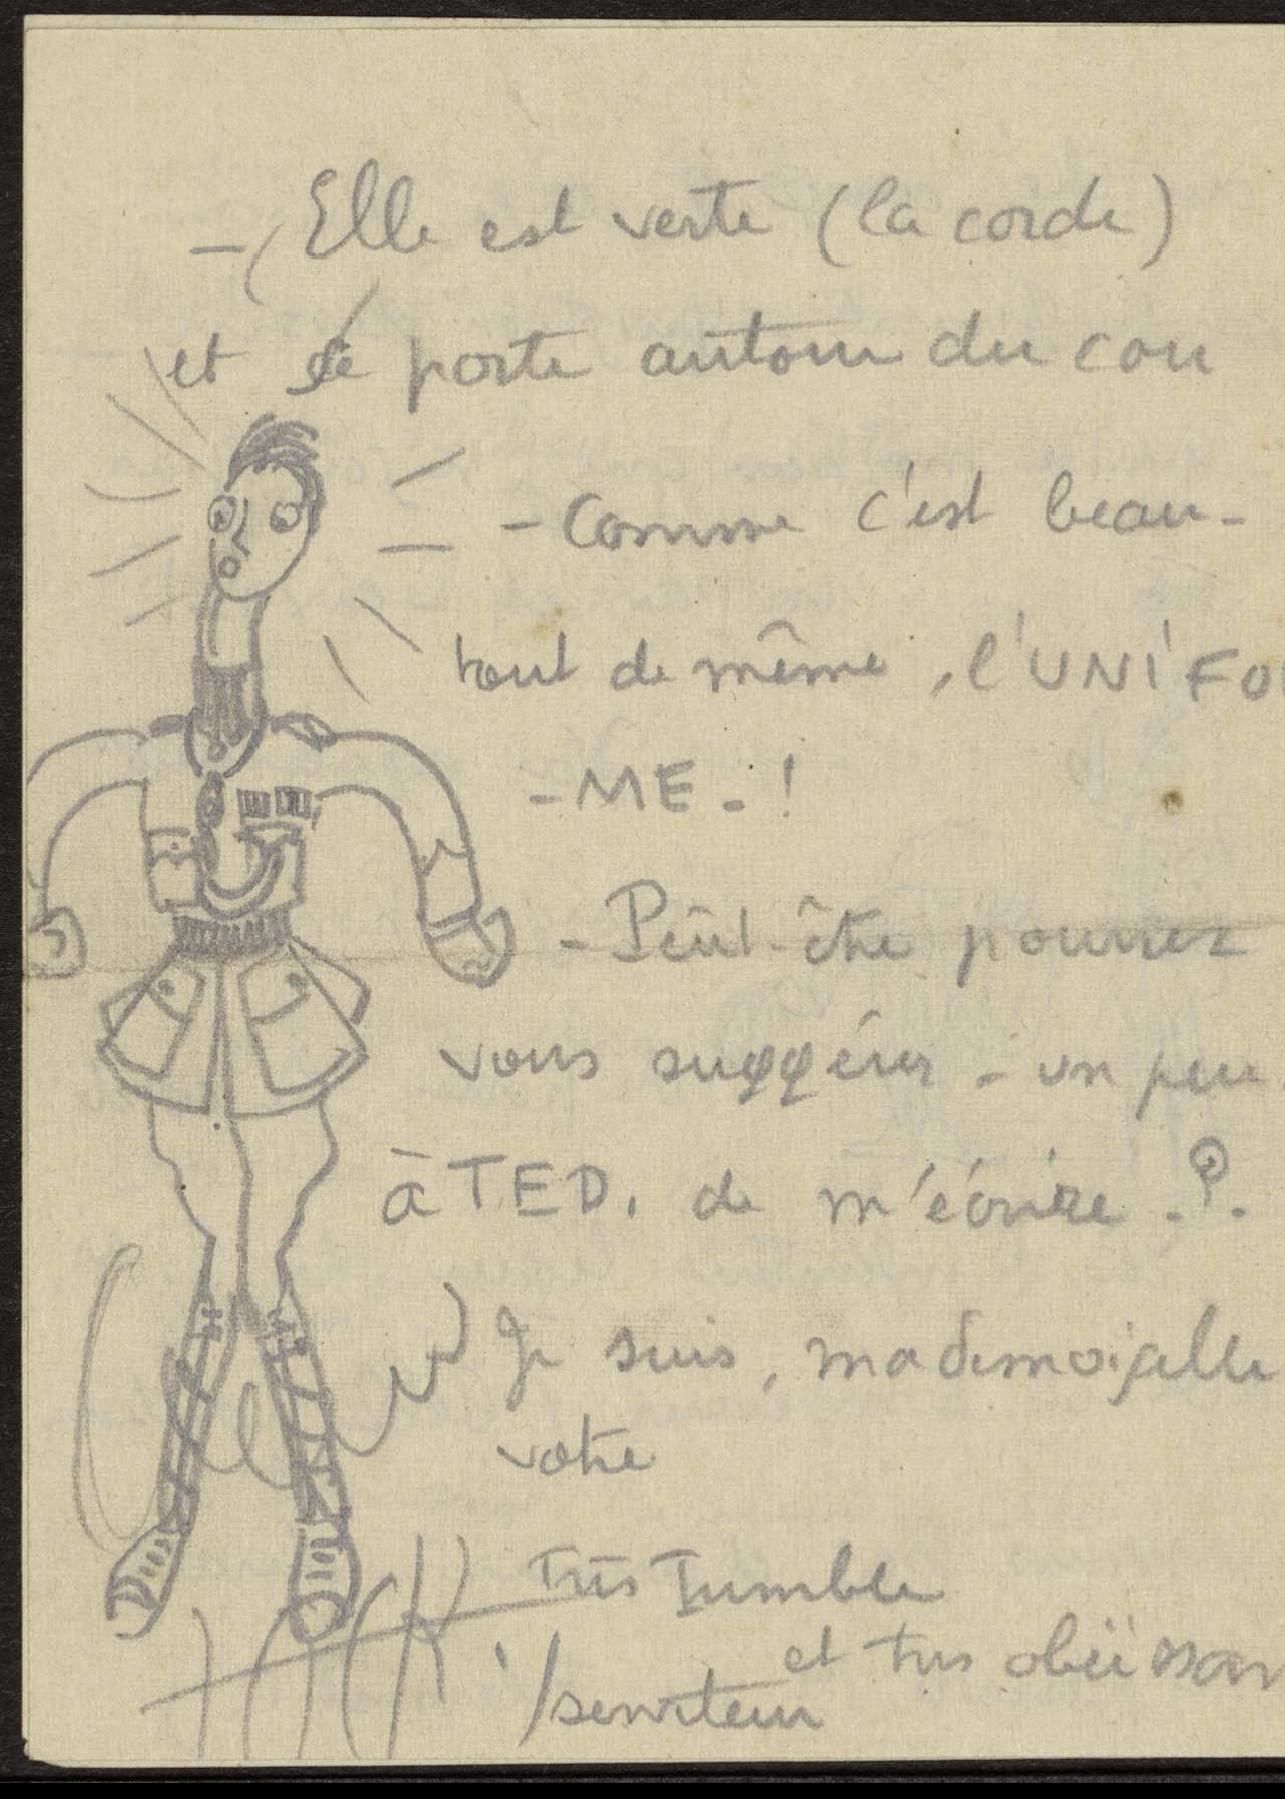 - (Elle est verte (la corde)
et se porte autour du cou
- Comme c'est beau -
tout de même, l'UNIFO
- ME - !
- Peut-être pourrez
vous suggérer - un peu
à TED. de m'écrire - ?.
Je suis, mademoiselle
votre
très Iumble
et très obéissan
serviteur